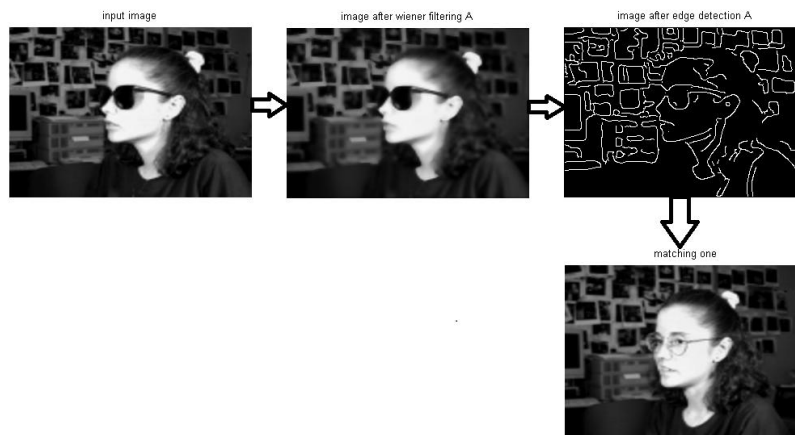 input image
image after wiener filtering A
image after edge detection A
matching one